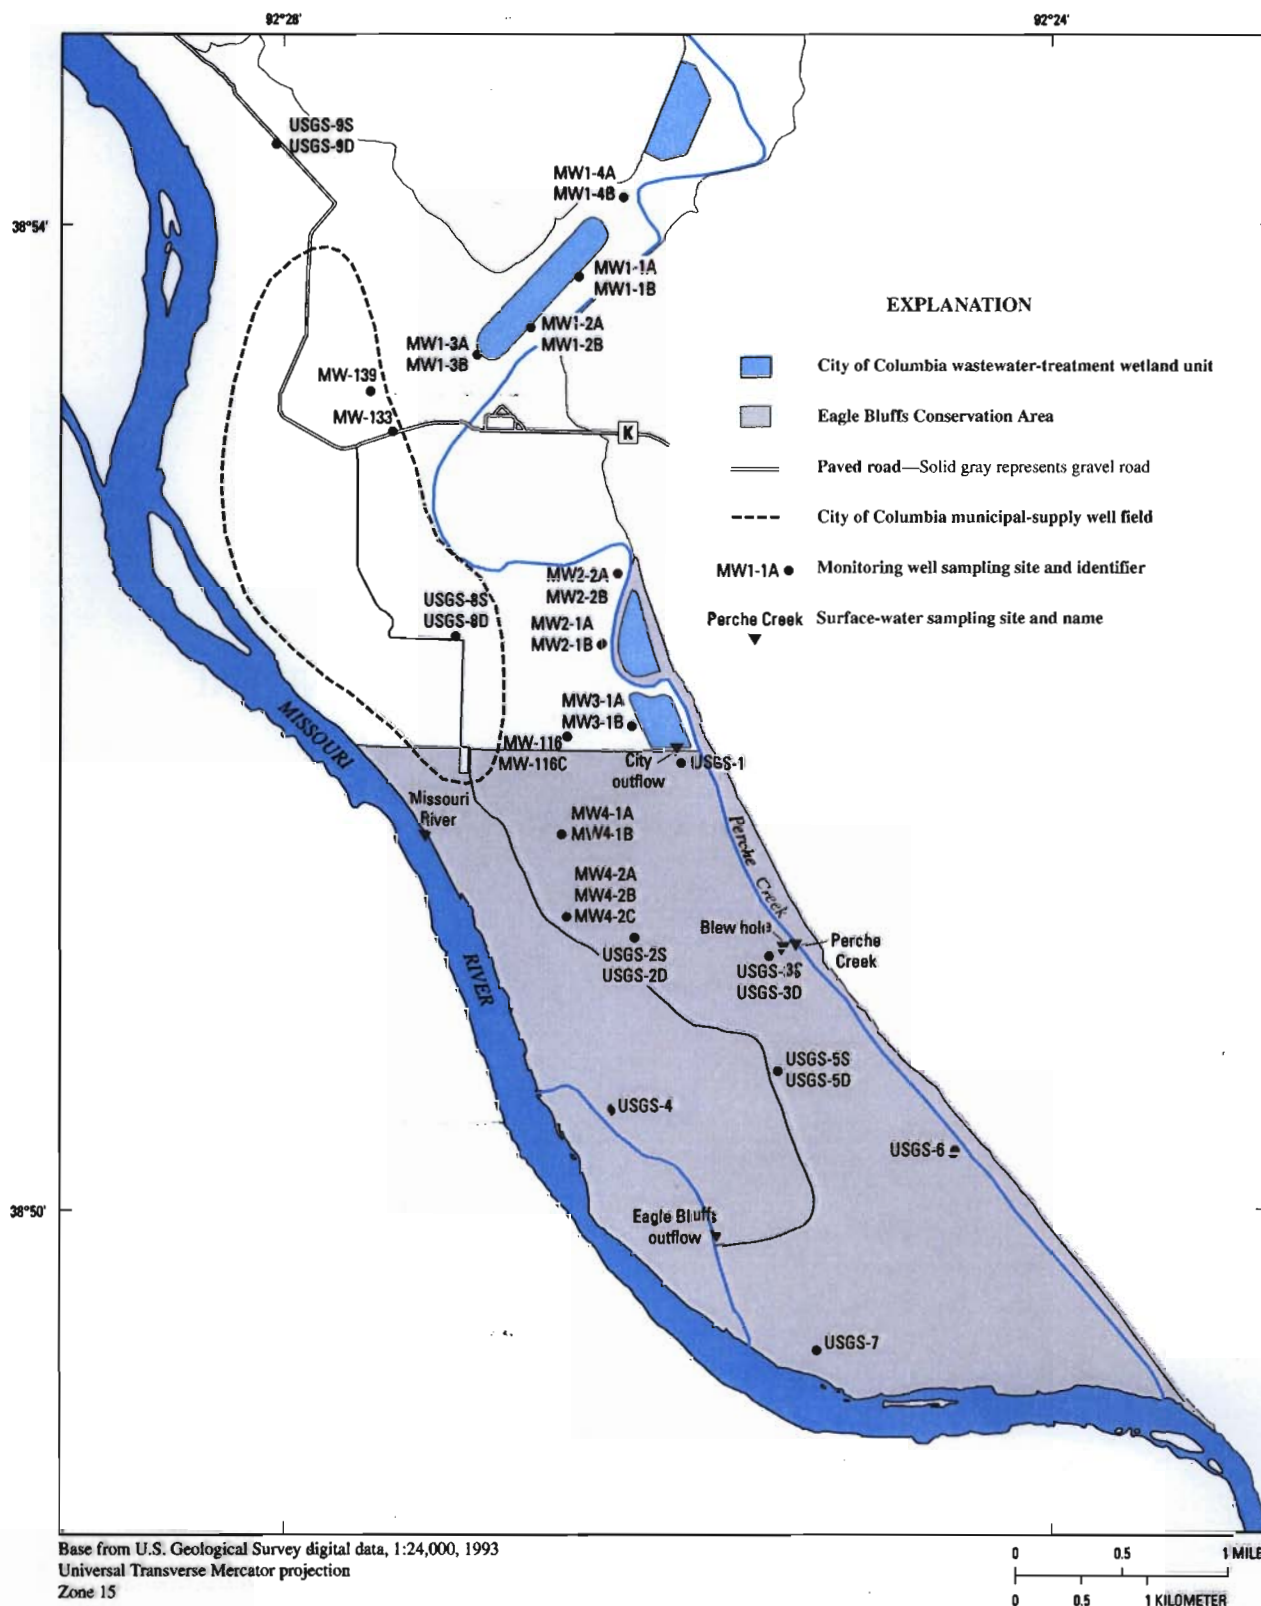 92°28'
92°24'
USGS-9S
USGS-9D
MW1-4A
MW1-4B
38°54'
MW1-1A
MW1-1B
EXPLANATION
MW1-2A
MW1-2B
MW1-3A
MW1-3B
City of Columbia wastewater-treatment wetland unit
MW-139
Eagle Bluffs Conservation Area
MW-133
K
Paved road—Solid gray represents gravel road
City of Columbia municipal-supply well field
MW1-1A
Monitoring well sampling site and identifier
MW2-2A
MW2-2B
USGS-8S
USGS-8D
Perche Creek
Surface-water sampling site and name
MW2-1A
MW2-1B
MISSOURI
MW3-1A
MW3-1B
MW-116
MW-116C
City
outflow
USGS-1
Missouri
River
MW4-1A
MW4-1B
Perche Creek
MW4-2A
MW4-2B
MW4-2C
Blew hole
Perche
Creek
USGS-2S
USGS-2D
RIVER
USGS-3S
USGS-3D
USGS-5S
USGS-5D
USGS-4
USGS-6
38°50'
Eagle Bluffs
outflow
USGS-7
Base from U.S. Geological Survey digital data, 1:24,000, 1993
Universal Transverse Mercator projection
Zone 15
0 0.5 1 MILE
0 0.5 1 KILOMETER